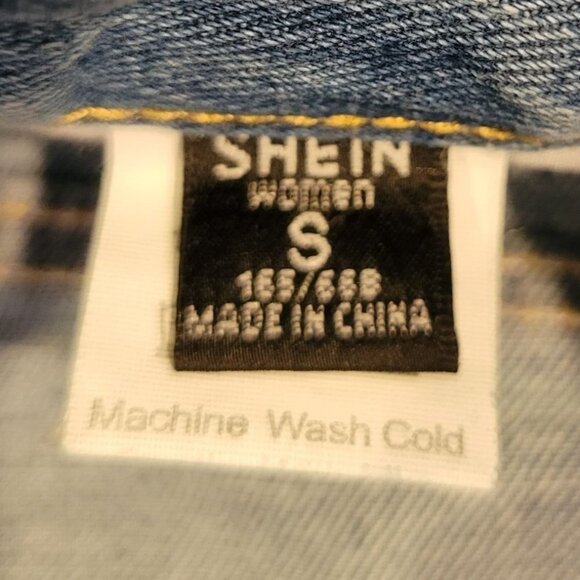 SHEIN
women
S
165/66B
MADE IN CHINA
Machine Wash Cold